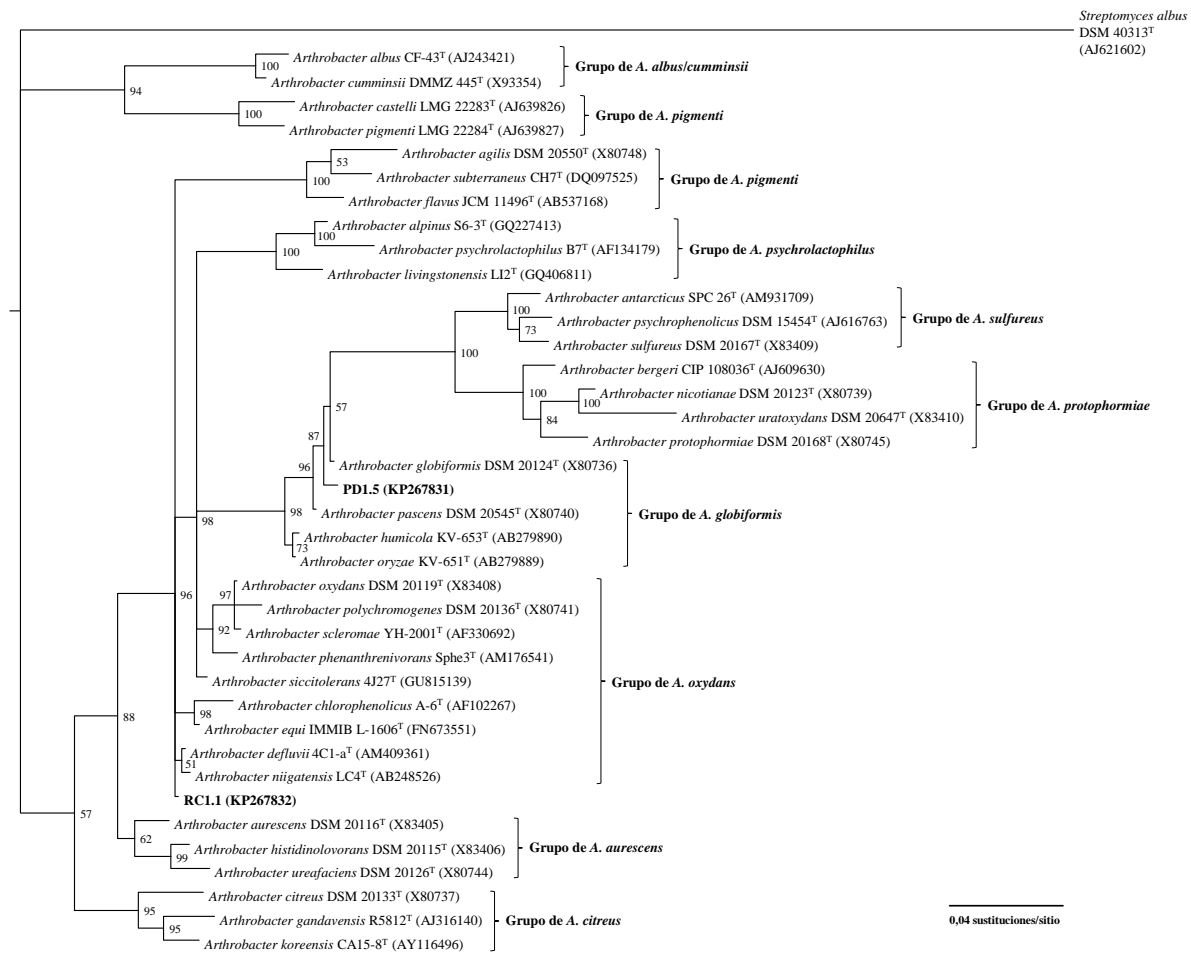 Streptomyces albus
DSM 40313ᵀ
(AJ621602)
Arthrobacter albus CF-43ᵀ (AJ243421)
100
Grupo de A. albus/cumminsii
Arthrobacter cumminsii DMMZ 445ᵀ (X93354)
94
Arthrobacter castelli LMG 22283ᵀ (AJ639826)
100
Grupo de A. pigmenti
Arthrobacter pigmenti LMG 22284ᵀ (AJ639827)
Arthrobacter agilis DSM 20550ᵀ (X80748)
53
Arthrobacter subterraneus CH7ᵀ (DQ097525)
100
Grupo de A. pigmenti
Arthrobacter flavus JCM 11496ᵀ (AB537168)
Arthrobacter alpinus S6-3ᵀ (GQ227413)
100
Arthrobacter psychrolactophilus B7ᵀ (AF134179)
100
Grupo de A. psychrolactophilus
Arthrobacter livingstonensis LI2ᵀ (GQ406811)
Arthrobacter antarcticus SPC 26ᵀ (AM931709)
100
Arthrobacter psychrophenolicus DSM 15454ᵀ (AJ616763)
73
Grupo de A. sulfureus
Arthrobacter sulfureus DSM 20167ᵀ (X83409)
100
Arthrobacter bergeri CIP 108036ᵀ (AJ609630)
100
Arthrobacter nicotianae DSM 20123ᵀ (X80739)
100
Grupo de A. protophormiae
Arthrobacter uratoxydans DSM 20647ᵀ (X83410)
84
Arthrobacter protophormiae DSM 20168ᵀ (X80745)
57
87
Arthrobacter globiformis DSM 20124ᵀ (X80736)
96
PD1.5 (KP267831)
Arthrobacter pascens DSM 20545ᵀ (X80740)
98
Grupo de A. globiformis
98
Arthrobacter humicola KV-653ᵀ (AB279890)
73
Arthrobacter oryzae KV-651ᵀ (AB279889)
Arthrobacter oxydans DSM 20119ᵀ (X83408)
97
96
Arthrobacter polychromogenes DSM 20136ᵀ (X80741)
92
Arthrobacter scleromae YH-2001ᵀ (AF330692)
Arthrobacter phenanthrenivorans Sphe3ᵀ (AM176541)
Arthrobacter siccitolerans 4J27ᵀ (GU815139)
Grupo de A. oxydans
Arthrobacter chlorophenolicus A-6ᵀ (AF102267)
98
88
Arthrobacter equi IMMIB L-1606ᵀ (FN673551)
Arthrobacter defluvii 4C1-aᵀ (AM409361)
51
Arthrobacter niigatensis LC4ᵀ (AB248526)
RC1.1 (KP267832)
57
Arthrobacter aurescens DSM 20116ᵀ (X83405)
62
Arthrobacter histidinolovorans DSM 20115ᵀ (X83406)
Grupo de A. aurescens
99
Arthrobacter ureafaciens DSM 20126ᵀ (X80744)
Arthrobacter citreus DSM 20133ᵀ (X80737)
95
Arthrobacter gandavensis R5812ᵀ (AJ316140)
Grupo de A. citreus
95
Arthrobacter koreensis CA15-8ᵀ (AY116496)
0,04 sustituciones/sitio